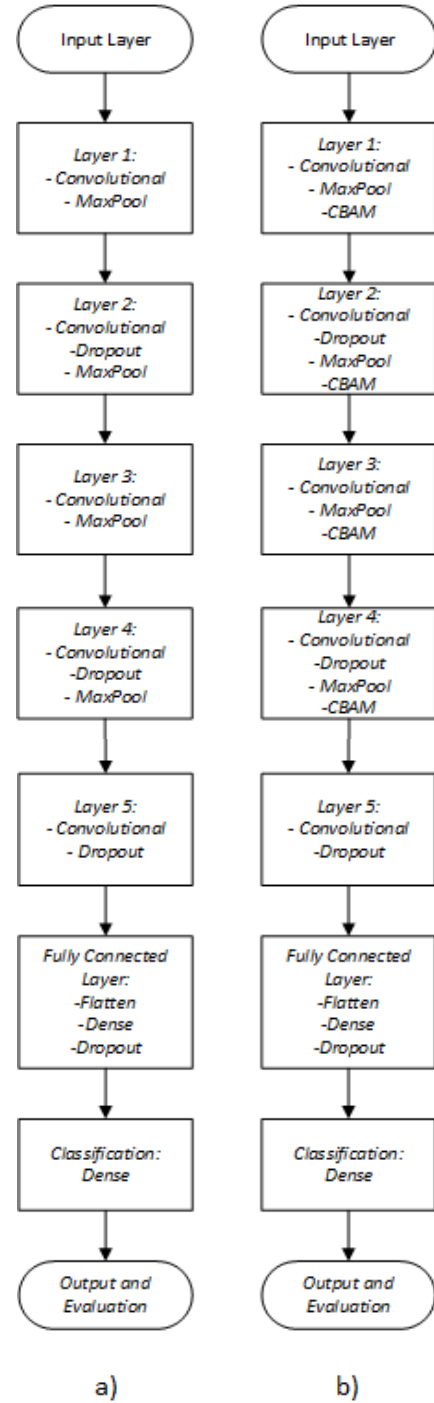 Input Layer
Layer 1:
- Convolutional
- MaxPool
Layer 2:
- Convolutional
-Dropout
- MaxPool
Layer 3:
- Convolutional
- MaxPool
Layer 4:
- Convolutional
-Dropout
- MaxPool
Layer 5:
- Convolutional
- Dropout
Fully Connected
Layer:
-Flatten
-Dense
-Dropout
Classification:
Dense
Output and
Evaluation
a)
Input Layer
Layer 1:
- Convolutional
- MaxPool
-CBAM
Layer 2:
- Convolutional
-Dropout
- MaxPool
-CBAM
Layer 3:
- Convolutional
- MaxPool
-CBAM
Layer 4:
- Convolutional
-Dropout
- MaxPool
-CBAM
Layer 5:
- Convolutional
-Dropout
Fully Connected
Layer:
-Flatten
-Dense
-Dropout
Classification:
Dense
Output and
Evaluation
b)